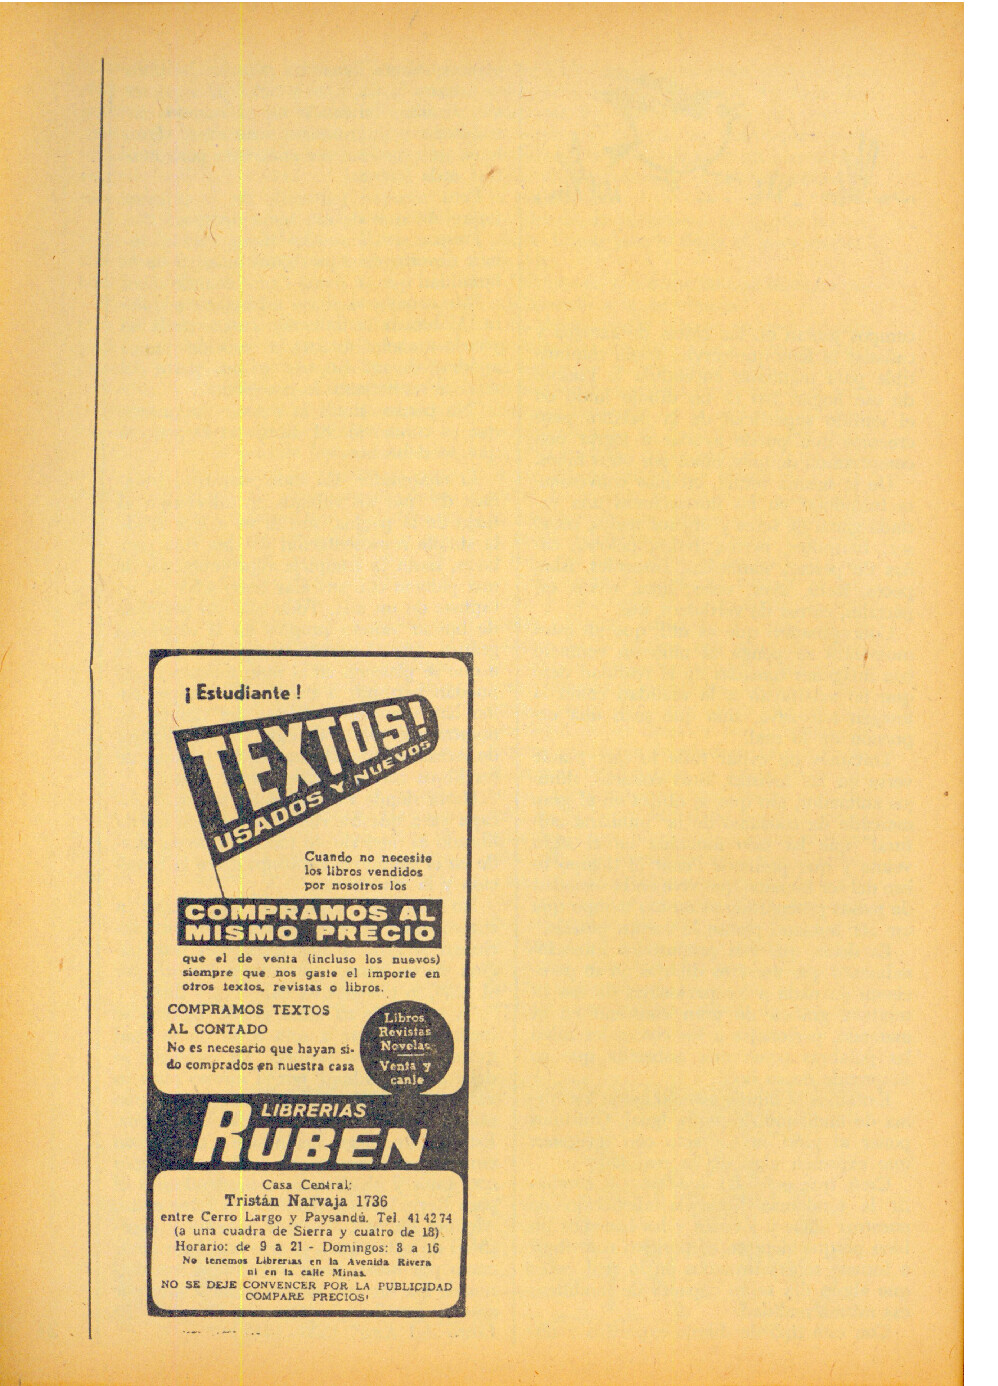 ¡Estudiante!
TEXTOS!
USADOS Y NUEVOS
Cuando no necesite
los libros vendidos
por nosotros los
COMPRAMOS AL
MISMO PRECIO
que el de venta (incluso los nuevos)
siempre que nos gaste el importe en
otros textos, revistas o libros.
COMPRAMOS TEXTOS
AL CONTADO
No es necesario que hayan si-
do comprados en nuestra casa
Libros
Revistas
Novelas
Venta y
canje
LIBRERIAS
RUBEN
Casa Central:
Tristán Narvaja 1736
entre Cerro Largo y Paysandú. Tel. 41 42 74
(a una cuadra de Sierra y cuatro de 18)
Horario: de 9 a 21 - Domingos: 8 a 16
No tenemos Librerias en la Avenida Rivera
ni en la calle Minas.
NO SE DEJE CONVENCER POR LA PUBLICIDAD
COMPARE PRECIOS!